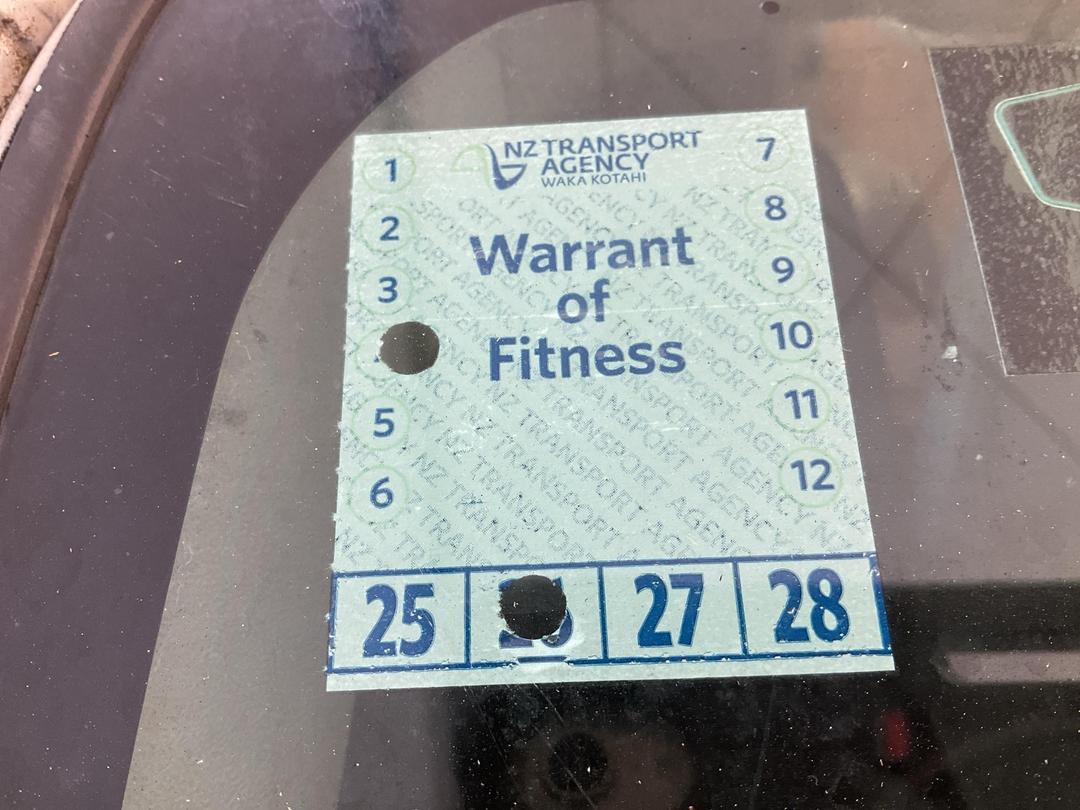 NZ TRANSPORT
AGENCY
WAKA KOTAHI
Warrant
of
Fitness
1
2
3
5
6
7
8
9
10
11
12
25
27
28